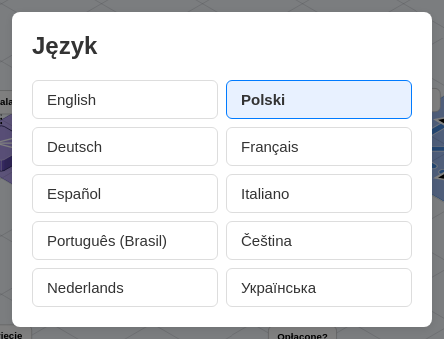 Język
English
Polski
Deutsch
Français
Español
Italiano
Português (Brasil)
Čeština
Nederlands
Українська
Opłacone?